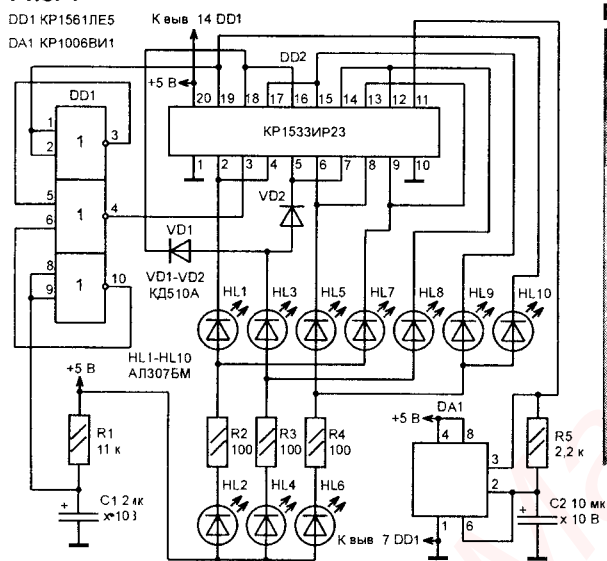 DD1 КР1561ЛЕ5
DA1 КР1006ВИ1
К выв 14 DD1
+5 В
DD2
DD1
20 19 18 17 16 15 14 13 12 11
КР1533ИР23
1 2 3 4 5 6 7 8 9 10
1
2
1
3
5
6
1
4
8
9
1
10
VD2
VD1
VD1-VD2
КД510А
HL1
HL3
HL5
HL7
HL8
HL9
HL10
HL1-HL10
АЛ307БМ
+5 В
R1
11 к
R2
100
R3
100
R4
100
DA1
+5 В
4
8
3
2
1
6
R5
2,2 к
HL2
HL4
HL6
C1
C2 10 мк
х 10 В
К выв 7 DD1